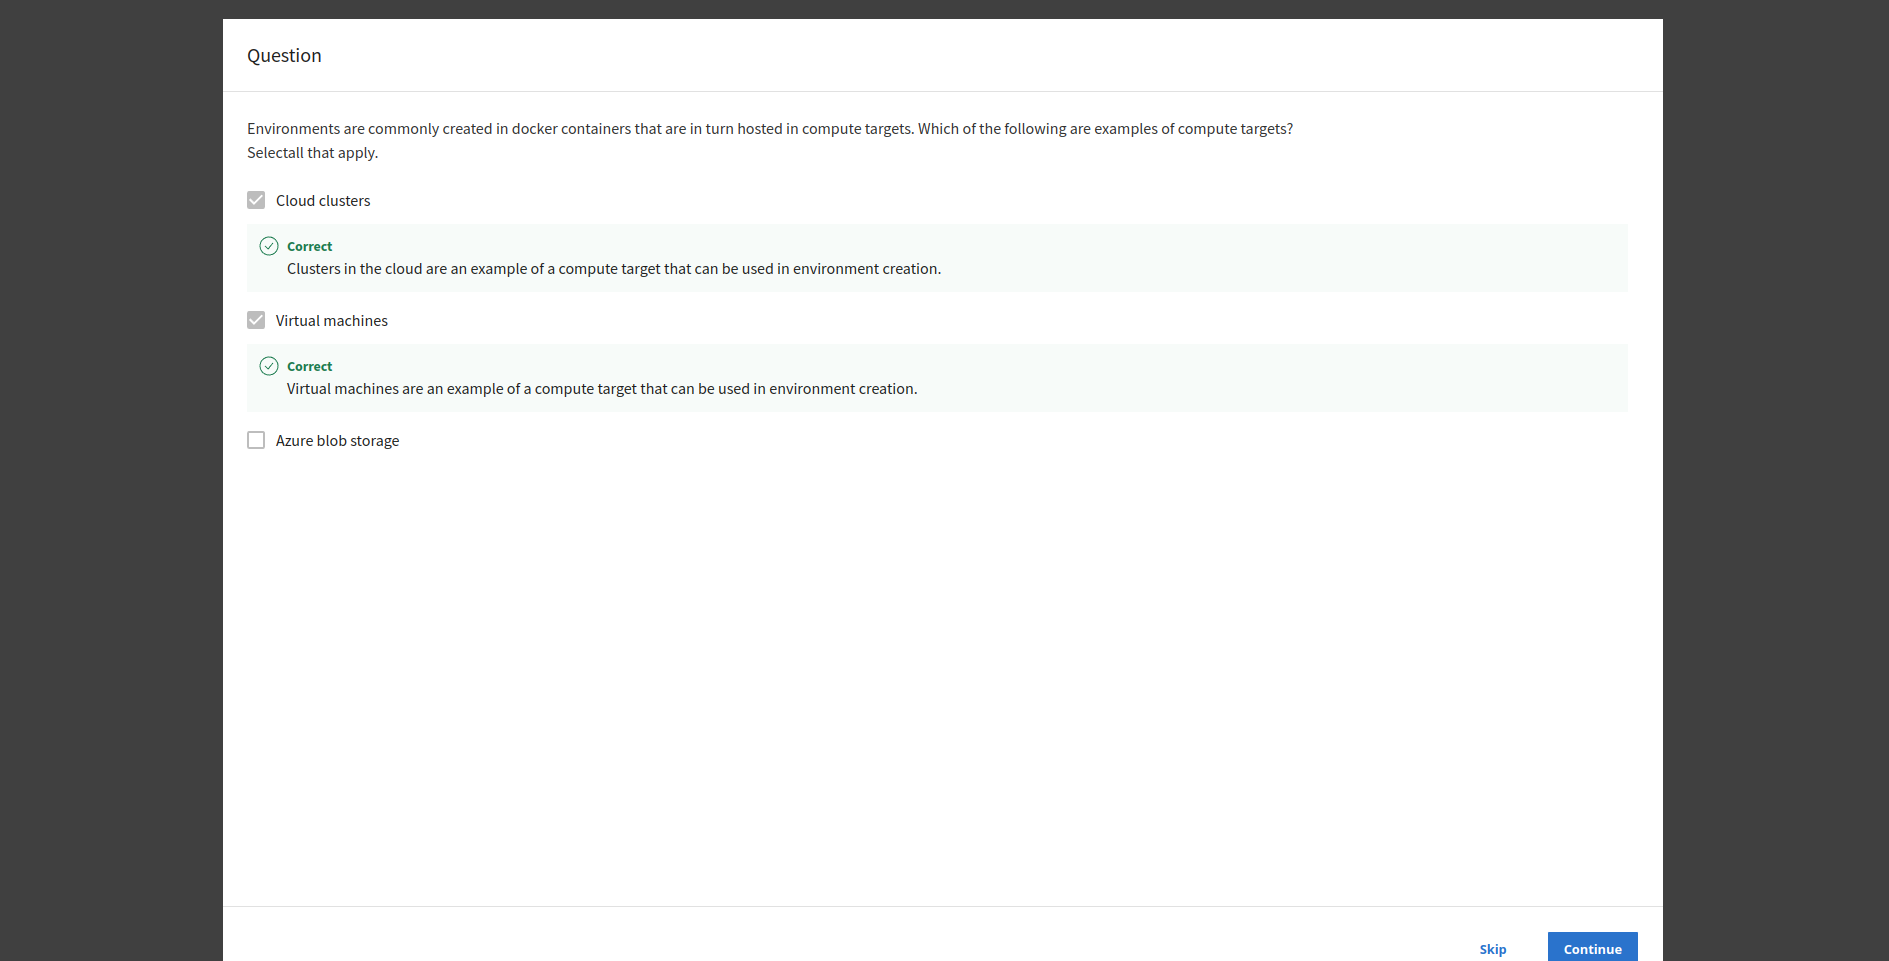 Question
Environments are commonly created in docker containers that are in turn hosted in compute targets. Which of the following are examples of compute targets?
Selectall that apply.
Cloud clusters
Correct
Clusters in the cloud are an example of a compute target that can be used in environment creation.
Virtual machines
Correct
Virtual machines are an example of a compute target that can be used in environment creation.
Azure blob storage
Skip
Continue